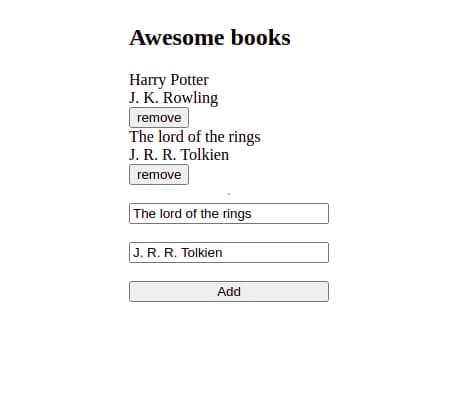 Awesome books
Harry Potter
J. K. Rowling
remove
The lord of the rings
J. R. R. Tolkien
remove
The lord of the rings
J. R. R. Tolkien
Add